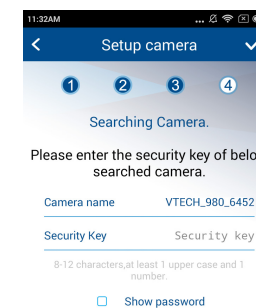 11:32AM ...
Setup camera
1 2 3 4
Searching Camera.
Please enter the security key of belo
searched camera.
Camera name VTECH_980_6452
Security Key Security key
8-12 characters,at least 1 upper case and 1
number.
Show password